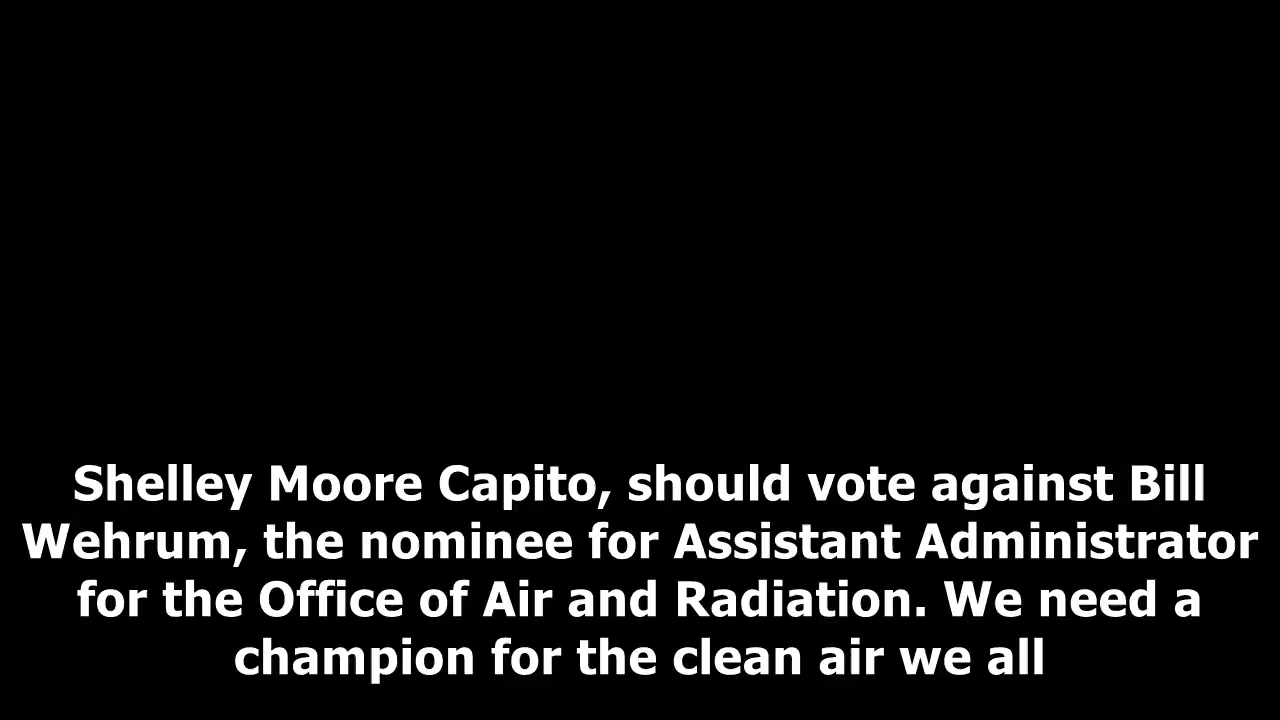 Shelley Moore Capito, should vote against Bill
Wehrum, the nominee for Assistant Administrator
for the Office of Air and Radiation. We need a
champion for the clean air we all